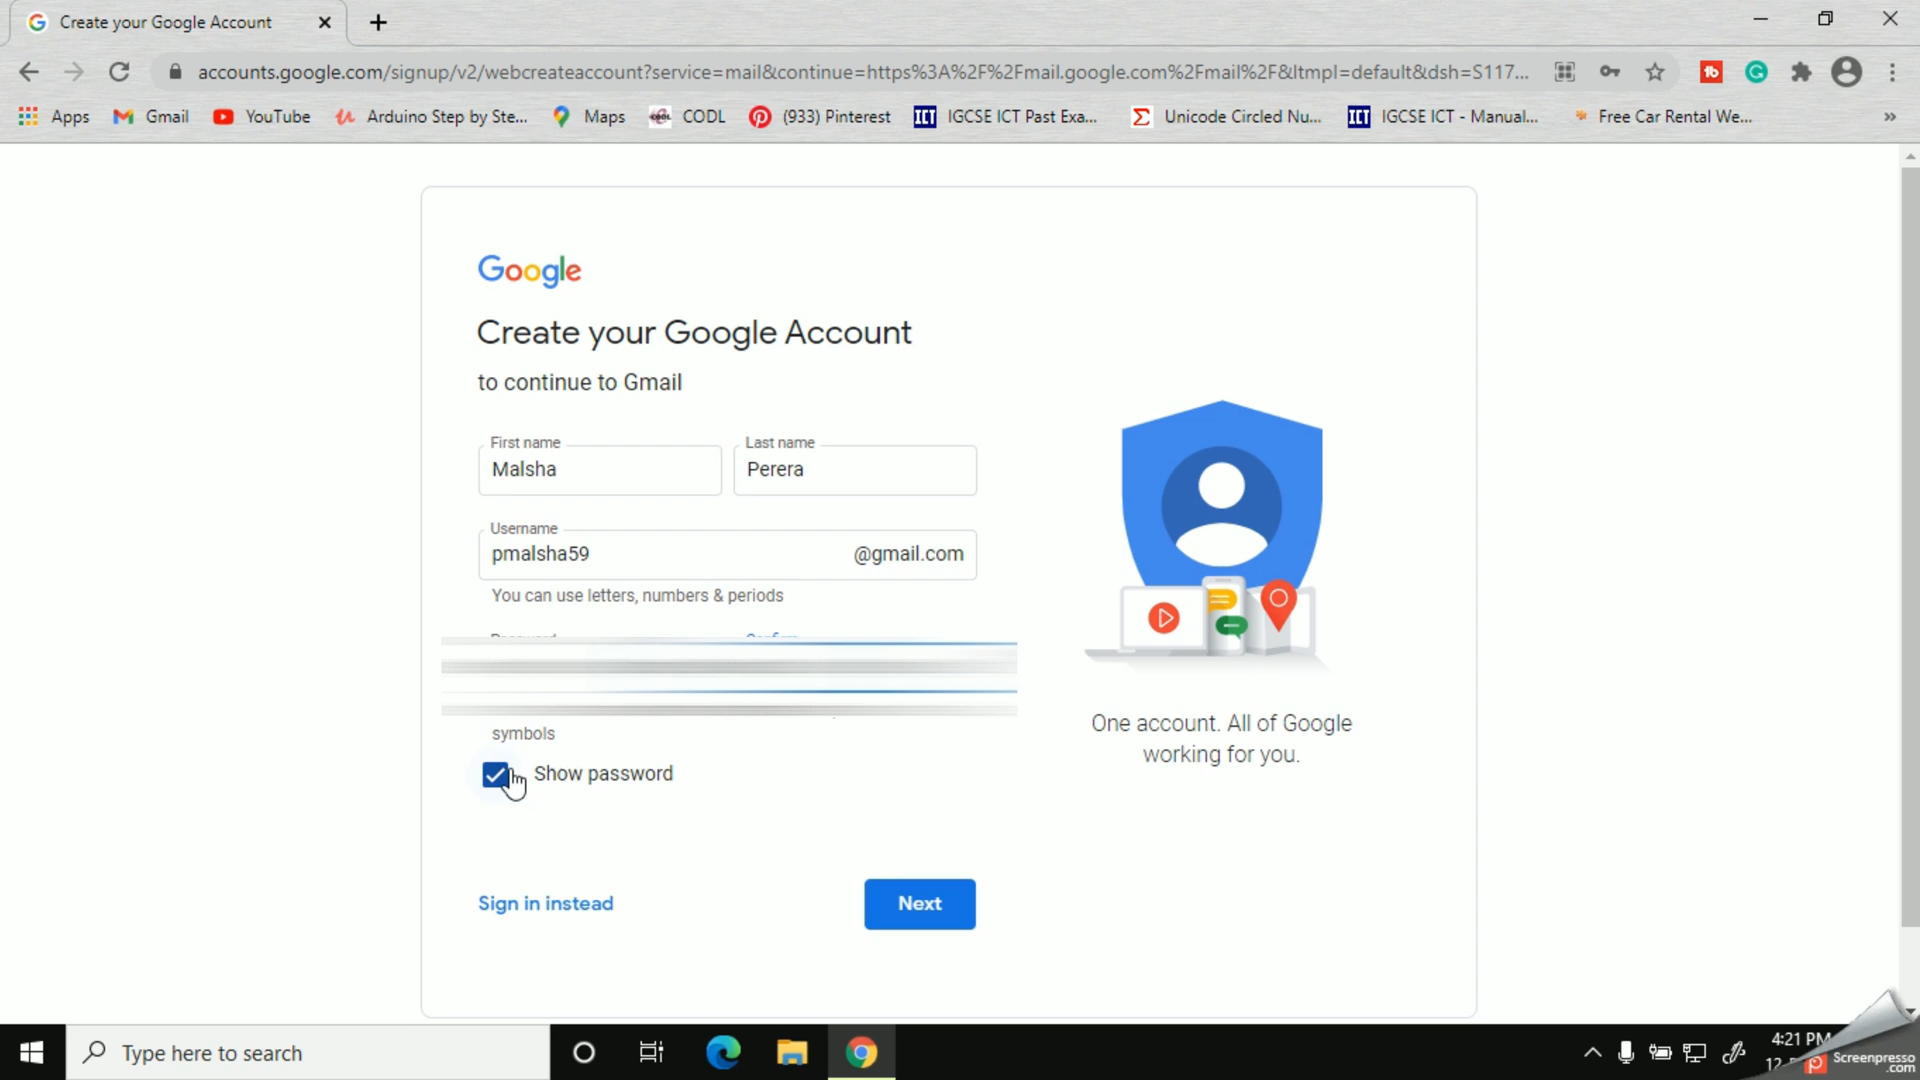 Create your Google Account
accounts.google.com/signup/v2/webcreateaccount?service=mail&continue=https%3A%2F%2Fmail.google.com%2Fmail%2F&ltmpl=default&dsh=S117...
Apps Gmail YouTube Arduino Step by Ste... Maps CODL (933) Pinterest ICT IGCSE ICT Past Exa... Unicode Circled Nu... ICT IGCSE ICT - Manual... Free Car Rental We... »
Google
Create your Google Account
to continue to Gmail
First name Last name
Malsha Perera
Username
pmalsha59 @gmail.com
You can use letters, numbers & periods
symbols
Show password
Sign in instead Next
One account. All of Google
working for you.
Type here to search
4:21 PM
Screenpresso
.com